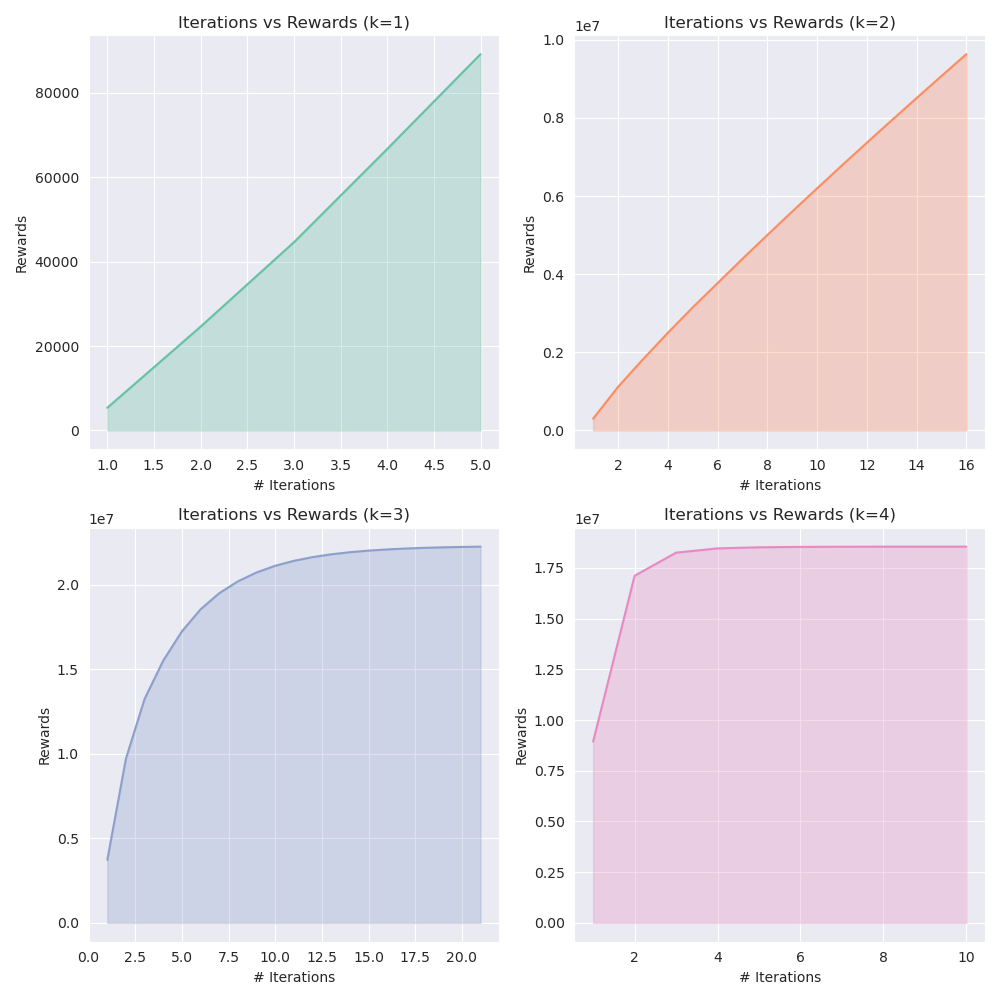 Iterations vs Rewards (k=1)
80000
60000
40000
20000
0
Rewards
1.0 1.5 2.0 2.5 3.0 3.5 4.0 4.5 5.0
# Iterations
Iterations vs Rewards (k=2)
1e7
1.0
0.8
0.6
0.4
0.2
0.0
Rewards
2 4 6 8 10 12 14 16
# Iterations
Iterations vs Rewards (k=3)
1e7
2.0
1.5
1.0
0.5
0.0
Rewards
0.0 2.5 5.0 7.5 10.0 12.5 15.0 17.5 20.0
# Iterations
Iterations vs Rewards (k=4)
1e7
1.75
1.50
1.25
1.00
0.75
0.50
0.25
0.00
Rewards
2 4 6 8 10
# Iterations